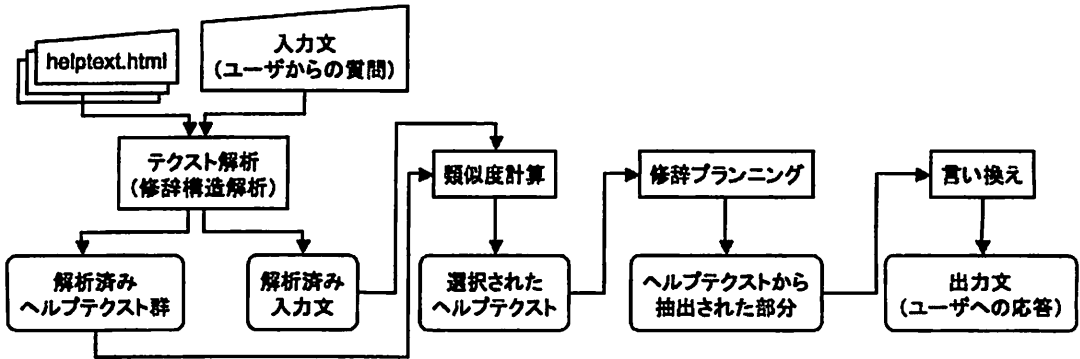 helptext.html
入力文
(ユーザからの質問)
テクスト解析
(修辞構造解析)
類似度計算
修辞プランニング
言い換え
解析済み
ヘルプテクスト群
解析済み
入力文
選択された
ヘルプテクスト
ヘルプテクストから
抽出された部分
出力文
(ユーザへの応答)